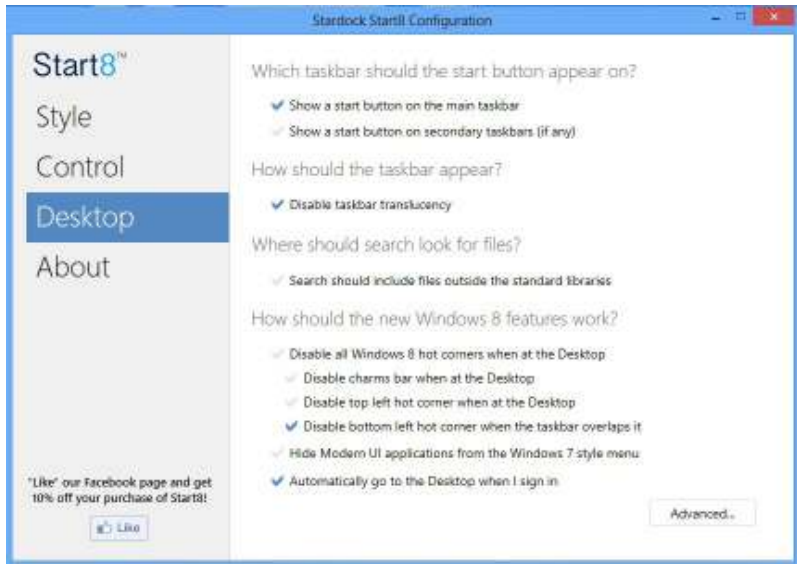 Stardock Start8 Configuration
Start8™
Style
Control
Desktop
About
"Like" our Facebook page and get
10% off your purchase of Start8!
Like
Which taskbar should the start button appear on?
Show a start button on the main taskbar
Show a start button on secondary taskbars (if any)
How should the taskbar appear?
Disable taskbar translucency
Where should search look for files?
Search should include files outside the standard libraries
How should the new Windows 8 features work?
Disable all Windows 8 hot corners when at the Desktop
Disable charms bar when at the Desktop
Disable top left hot corner when at the Desktop
Disable bottom left hot corner when the taskbar overlaps it
Hide Modern UI applications from the Windows 7 style menu
Automatically go to the Desktop when I sign in
Advanced...